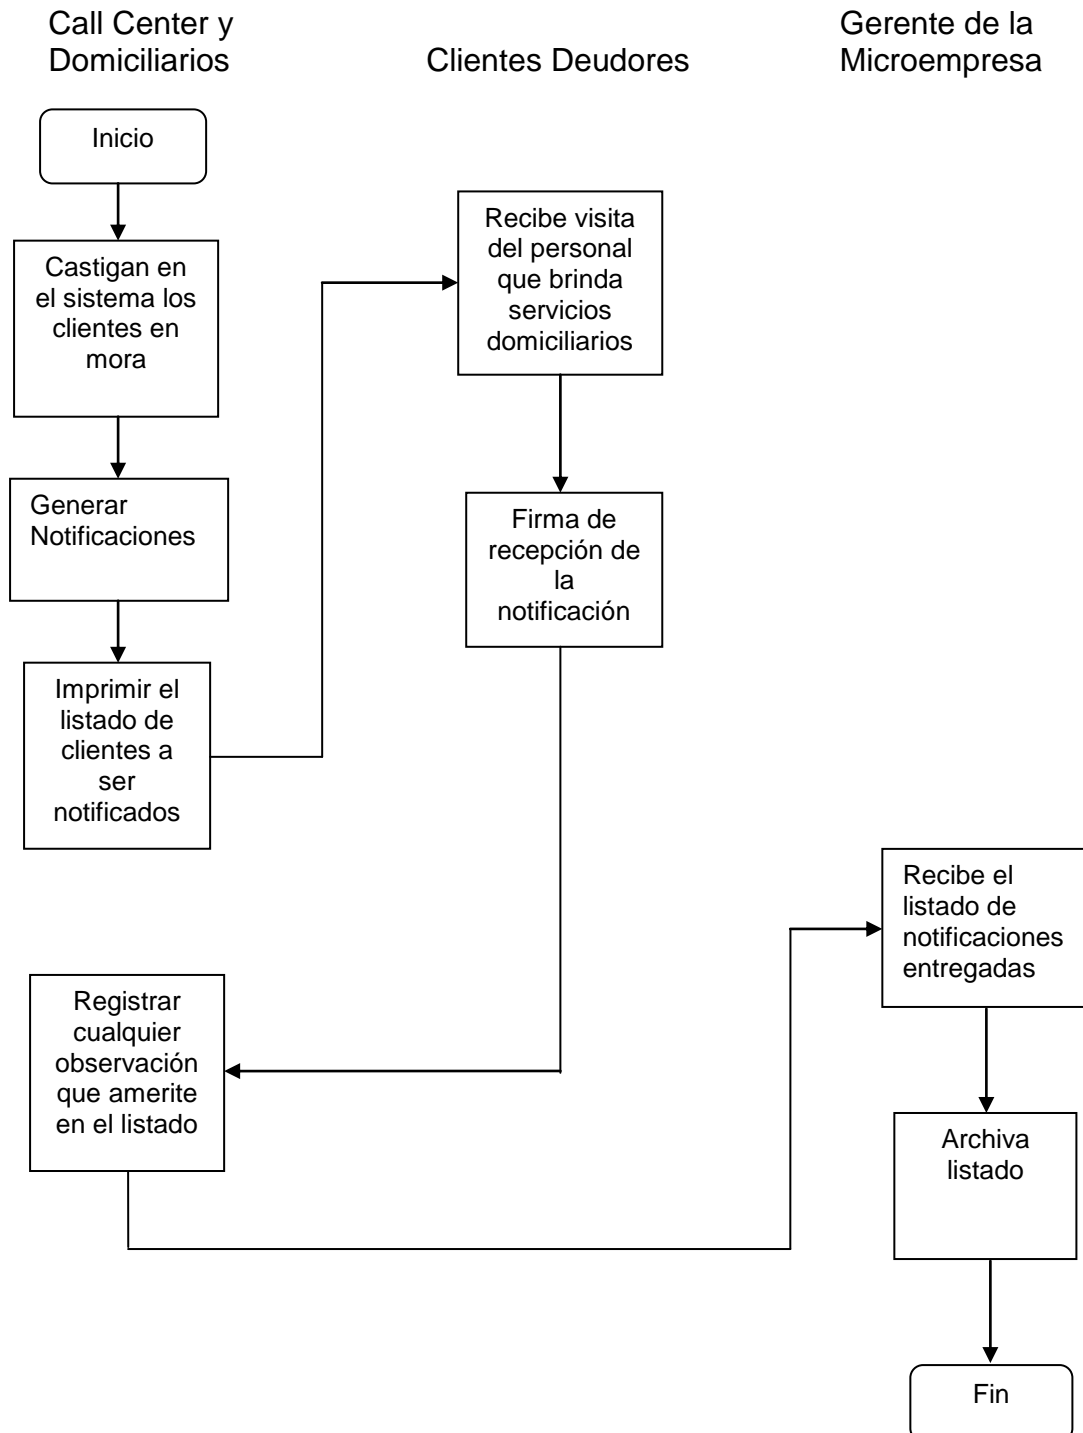 Call Center y
Domiciliarios
Clientes Deudores
Gerente de la
Microempresa
Inicio
Castigan en
el sistema los
clientes en
mora
Generar
Notificaciones
Imprimir el
listado de
clientes a
ser
notificados
Recibe visita
del personal
que brinda
servicios
domiciliarios
Firma de
recepción de
la
notificación
Registrar
cualquier
observación
que amerite
en el listado
Recibe el
listado de
notificaciones
entregadas
Archiva
listado
Fin